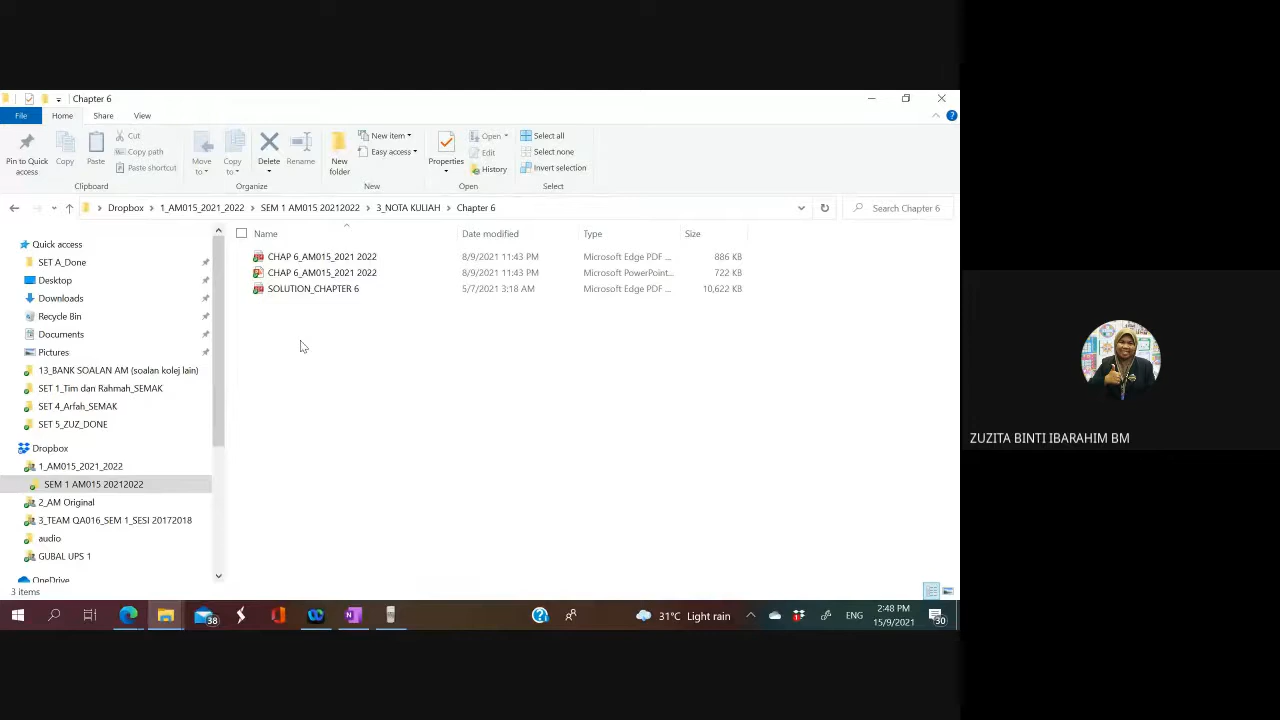 Chapter 6
File Home Share View
Pin to Quick access
Copy
Paste
Cut
Copy path
Paste shortcut
Clipboard
Move to
Copy to
Delete
Rename
Organize
New folder
New item
Easy access
New
Properties
Open
Edit
History
Open
Select all
Select none
Invert selection
Select
Dropbox > 1_AM015_2021_2022 > SEM 1 AM015 20212022 > 3_NOTA KULIAH > Chapter 6
Search Chapter 6
Name Date modified Type Size
CHAP 6_AM015_2021 2022 8/9/2021 11:43 PM Microsoft Edge PDF ... 886 KB
CHAP 6_AM015_2021 2022 8/9/2021 11:43 PM Microsoft PowerPoint... 722 KB
SOLUTION_CHAPTER 6 5/7/2021 3:18 AM Microsoft Edge PDF ... 10,622 KB
Quick access
SET A_Done
Desktop
Downloads
Recycle Bin
Documents
Pictures
13_BANK SOALAN AM (soalan kolej lain)
SET 1_Tim dan Rahmah_SEMAK
SET 4_Arfah_SEMAK
SET 5_ZUZ_DONE
Dropbox
1_AM015_2021_2022
SEM 1 AM015 20212022
2_AM Original
3_TEAM QA016_SEM 1_SESI 20172018
audio
GUBAL UPS 1
OneDrive
3 items
38
31°C Light rain
1
ENG
2:48 PM
15/9/2021
30
ZUZITA BINTI IBARAHIM BM